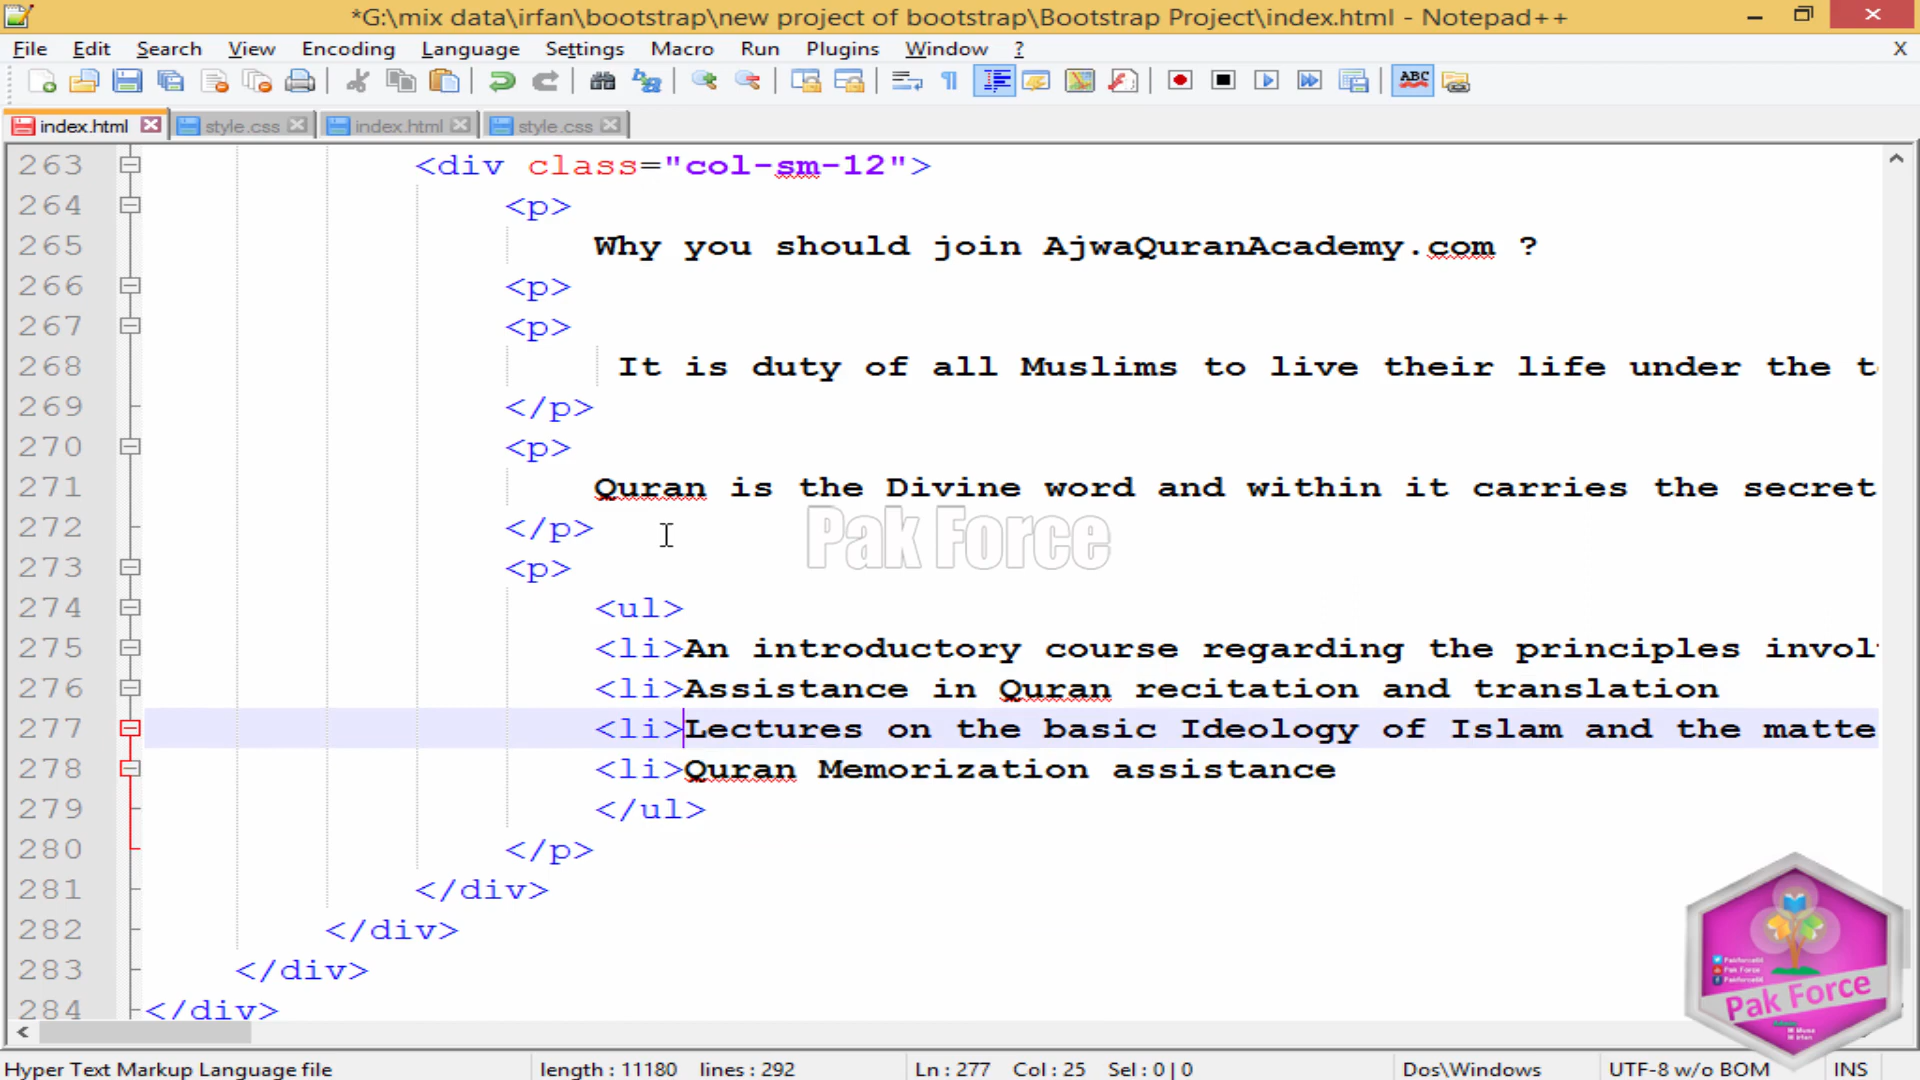 *G:\mix data\irfan\bootstrap\new project of bootstrap\Bootstrap Project\index.html - Notepad++
File Edit Search View Encoding Language Settings Macro Run Plugins Window ? X
ABC
index.html style.css index.html style.css
263 <div class="col-sm-12">
264 <p>
265 Why you should join AjwaQuranAcademy.com ?
266 <p>
267 <p>
268 It is duty of all Muslims to live their life under the
269 </p>
270 <p>
271 Quran is the Divine word and within it carries the secret
272 </p>
Pak Force
273 <p>
274 <ul>
275 <li>An introductory course regarding the principles
276 <li>Assistance in Quran recitation and translation
277 <li>Lectures on the basic Ideology of Islam and the matte
278 <li>Quran Memorization assistance
279 </ul>
280 </p>
281 </div>
282 </div>
283 </div>
284 </div>
Pak Force
Pak Force
Hyper Text Markup Language file length : 11180 lines : 292 Ln : 277 Col : 25 Sel : 0 | 0 Dos\Windows UTF-8 w/o BOM INS